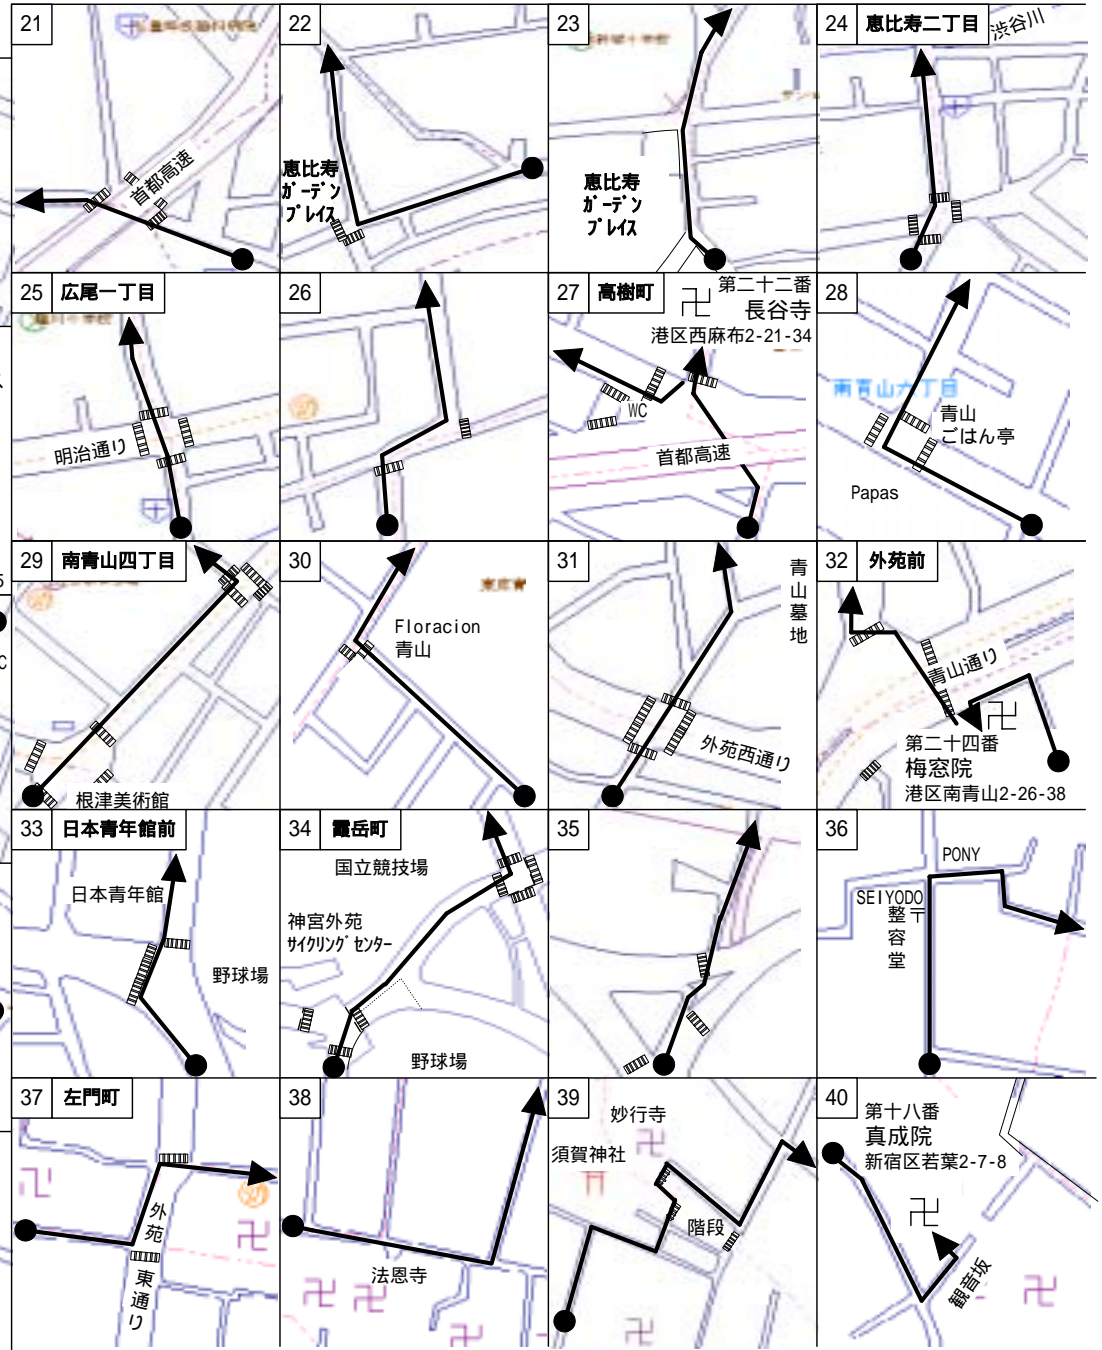 21
首都高速
22
恵比寿
ガーデン
プレイス
23
恵比寿
ガーデン
プレイス
24 恵比寿二丁目
渋谷川
25 広尾一丁目
明治通り
26
27 高樹町
第二十二番
長谷寺
港区西麻布2-21-34
WC
首都高速
28
南青山六丁目
青山
ごはん亭
Papas
29 南青山四丁目
根津美術館
30
Floracion
青山
31
青山墓地
外苑西通り
32 外苑前
青山通り
第二十四番
梅窓院
港区南青山2-26-38
33 日本青年館前
日本青年館
野球場
34 霞岳町
国立競技場
神宮外苑
サイクリングセンター
野球場
35
36
PONY
SEIYODO
整容堂
〒
37 左門町
外苑東通り
38
法恩寺
39
妙行寺
須賀神社
階段
40
第十八番
真成院
新宿区若葉2-7-8
観音坂